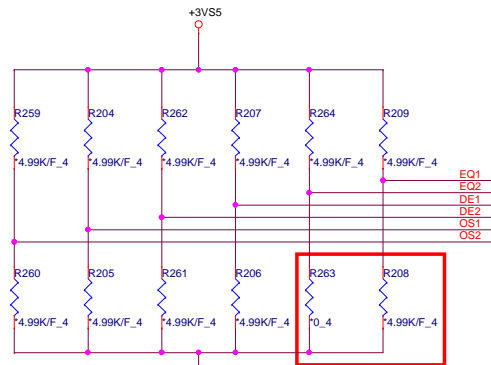 +3VS5
R259 R204 R262 R207 R264 R209
*4.99K/F_4 *4.99K/F_4 *4.99K/F_4 *4.99K/F_4 *4.99K/F_4 *4.99K/F_4
EQ1
EQ2
DE1
DE2
OS1
OS2
R260 R205 R261 R206 R263 R208
*4.99K/F_4 *4.99K/F_4 *4.99K/F_4 *4.99K/F_4 *0_4 *4.99K/F_4